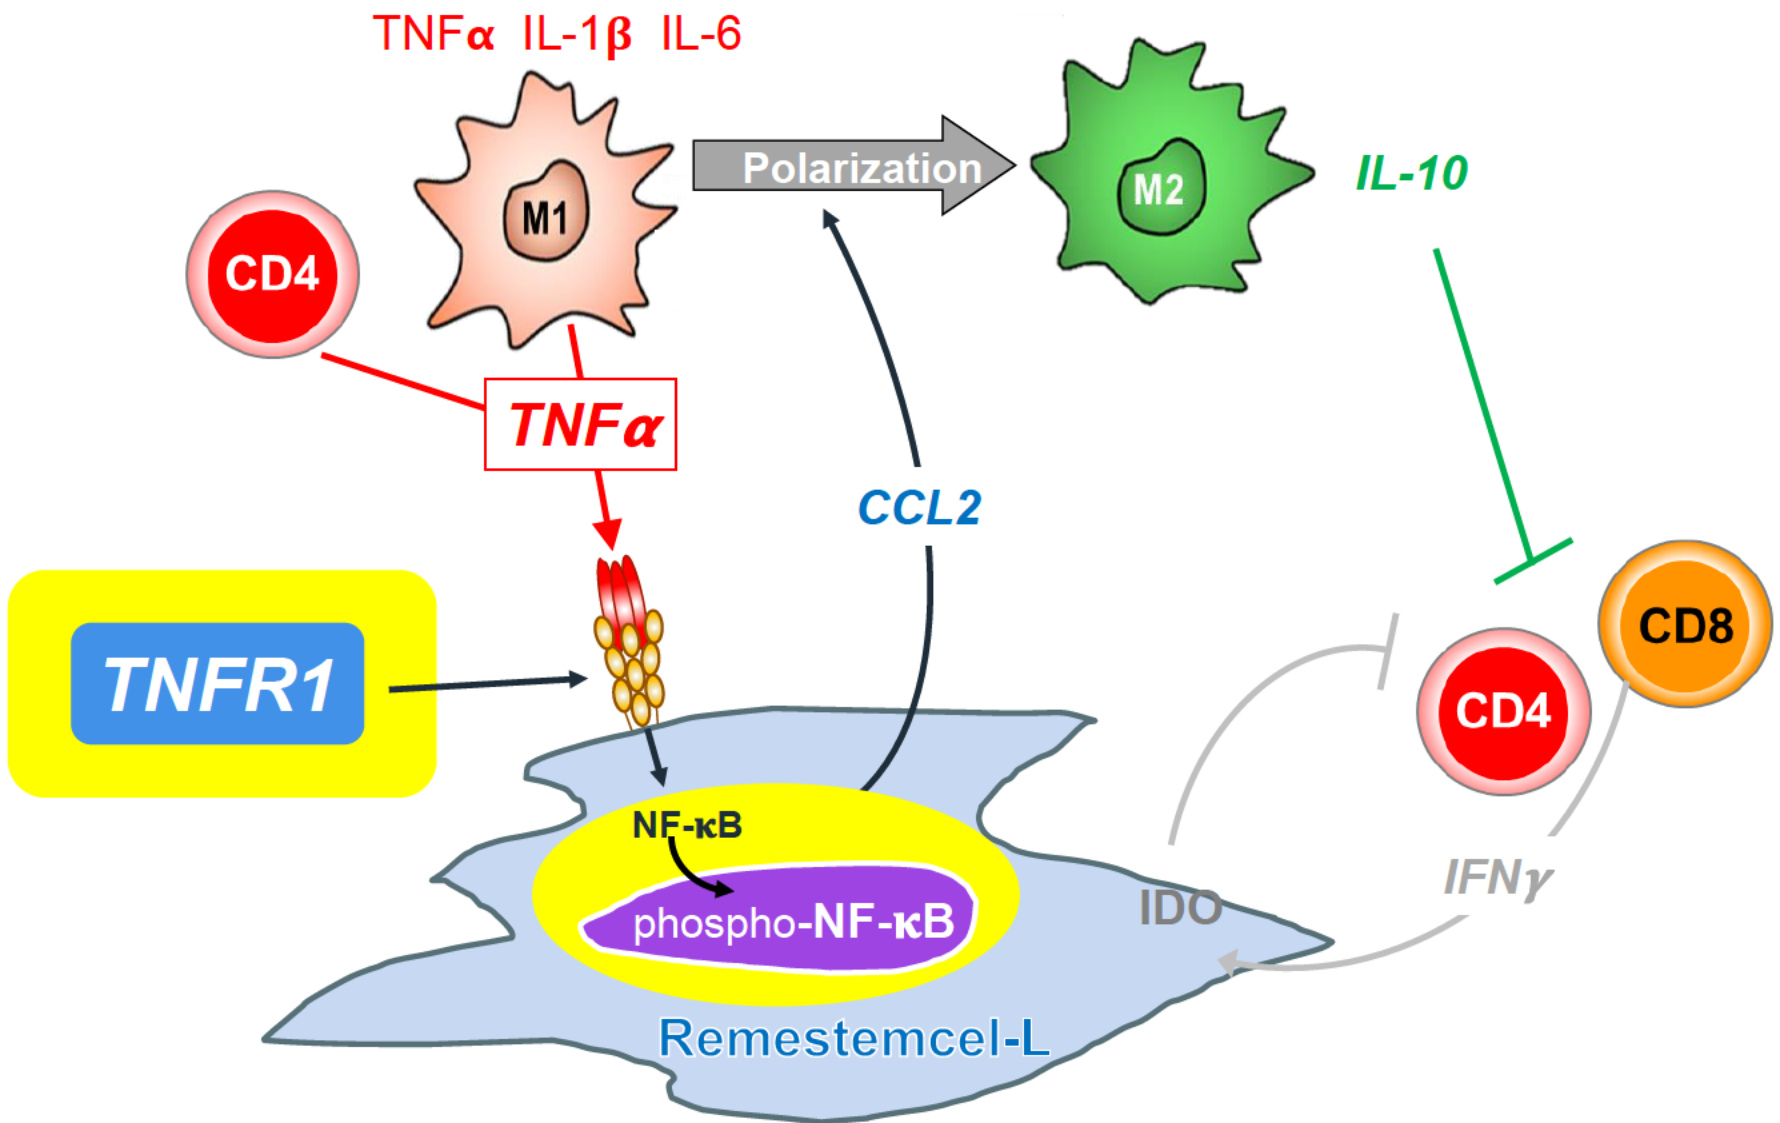 TNFα IL-1β IL-6
M1
Polarization
M2
IL-10
CD4
TNFα
CCL2
TNFR1
CD8
CD4
NF-κB
phospho-NF-κB
IDO
IFNγ
Remestemcel-L